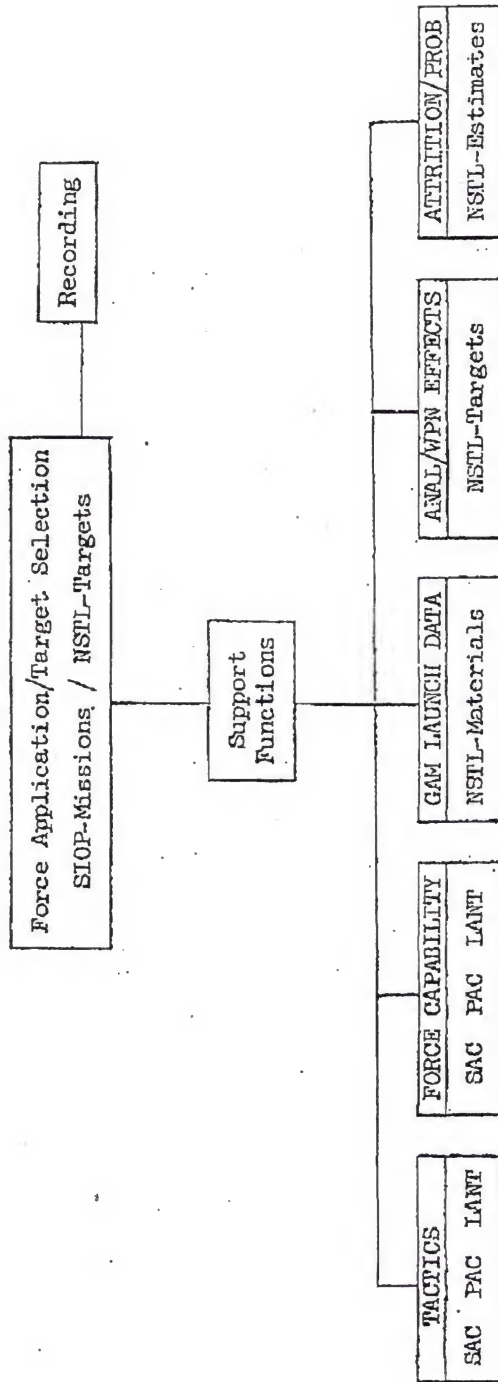 Force Application/Target Selection
SIOP-Missions / NSTL-Targets
Recording
Support
Functions
TACTICS
SAC PAC LANT
FORCE CAPABILITY
SAC PAC LANT
GAM LAUNCH DATA
NSTL-Materials
ANAL/WPN EFFECTS
NSTL-Targets
ATTRITION/PROB
NSTL-Estimates